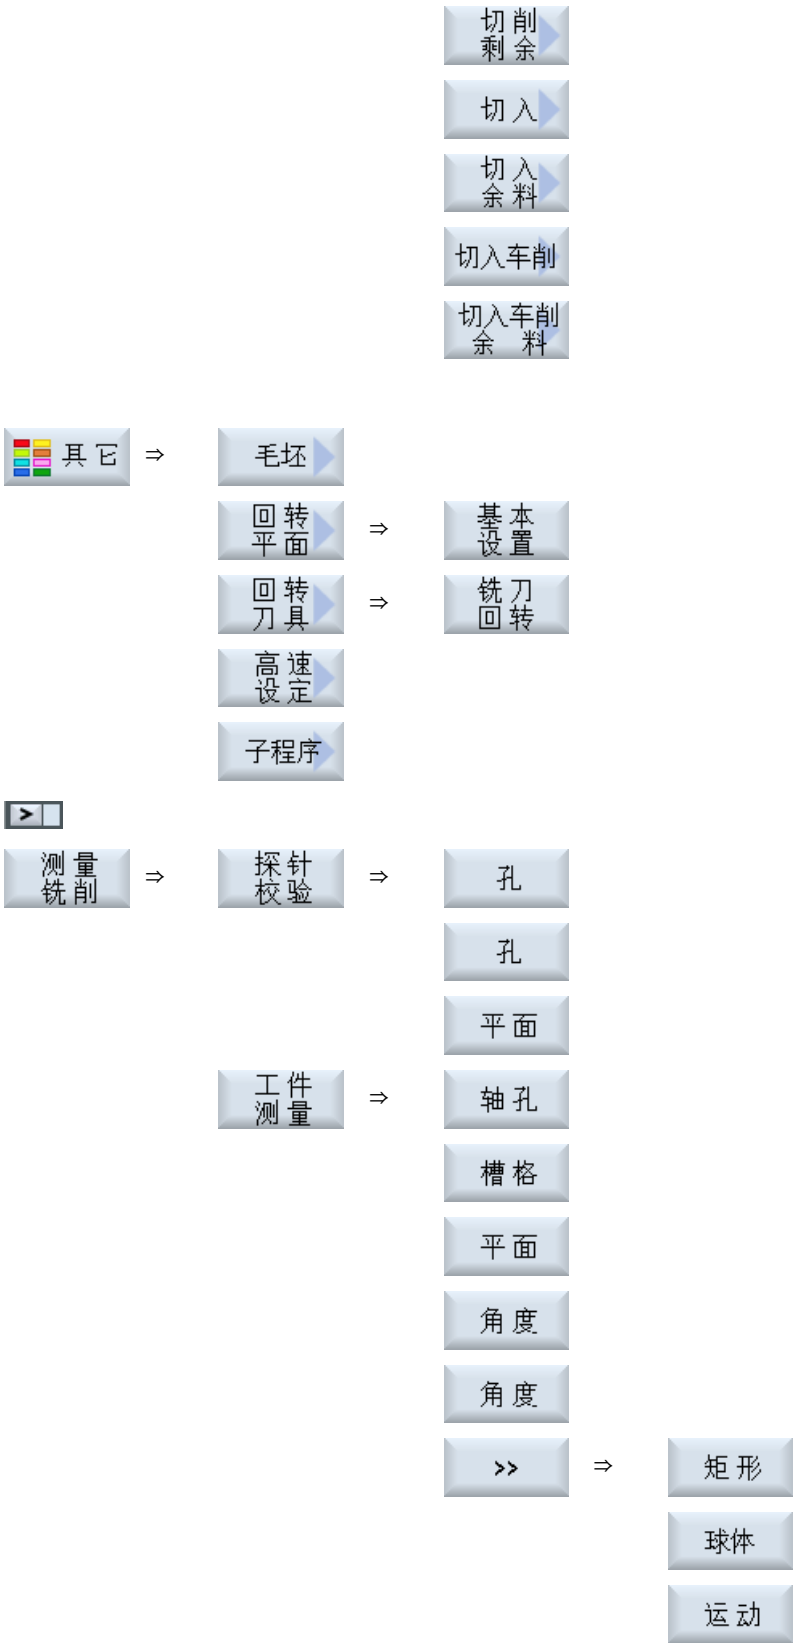 切削
剩余
切入
切入
余料
切入车削
切入车削
余料
其它 ⇒ 毛坯
回转
平面
⇒
基本
设置
回转
刀具
⇒
铣刀
回转
高速
设定
子程序
>
测量
铣削
⇒
探针
校验
⇒
孔
孔
平面
工件
测量
⇒
轴孔
槽格
平面
角度
角度
>> ⇒ 矩形
球体
运动